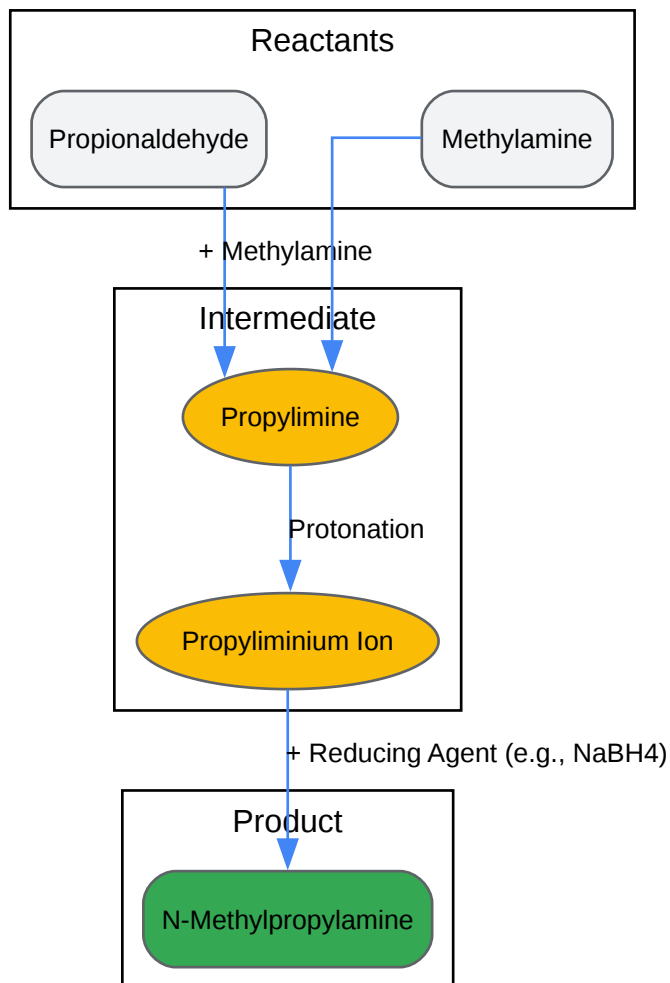 Reactants
Propionaldehyde
Methylamine
+ Methylamine
Intermediate
Propylimine
Protonation
Propyliminium Ion
+ Reducing Agent (e.g., NaBH4)
Product
N-Methylpropylamine